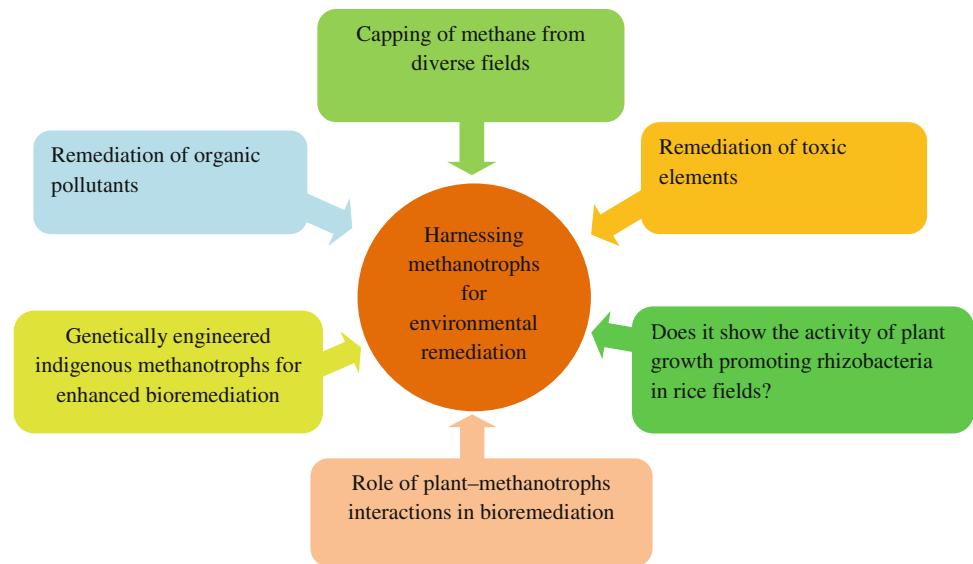 Capping of methane from
diverse fields
Remediation of organic
pollutants
Remediation of toxic
elements
Harnessing
methanotrophs
for
environmental
remediation
Genetically engineered
indigenous methanotrophs for
enhanced bioremediation
Does it show the activity of plant
growth promoting rhizobacteria
in rice fields?
Role of plant–methanotrophs
interactions in bioremediation